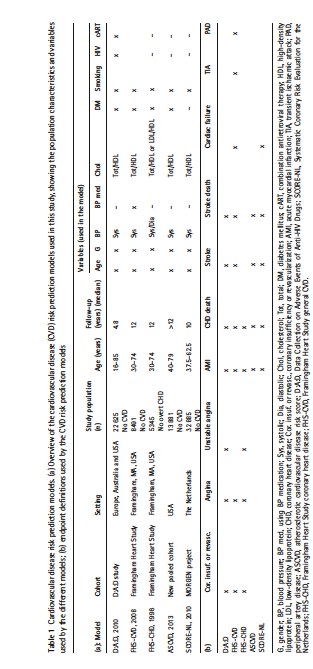 Table 1 Cardiovascular disease risk prediction models. (a) Overview of the cardiovascular disease (CVD) risk prediction models used in this study, showing the population characteristics and variables
used by the different models; (b) endpoint definitions used by the CVD risk prediction models
Variables (used in the model)
Study population Follow-up
(a) Model Cohort Setting (n) Age (years) (years) (median) Age G BP BP med Chol DM Smoking HIV cART
D:A:D, 2010 D:A:D study Europe, Australia and USA 22 625 16–85 4.8 x x Sys – Tot/HDL x x x
No CVD
FHS-CVD, 2008 Framingham Heart Study Framingham, MA, USA 8491 30–74 12 x x Sys x Tot/HDL x x – –
No CVD
FHS-CHD, 1998 Framingham Heart Study Framingham, MA, USA 5345 30–74 12 x x Sys/Dia – Tot/HDL or LDL/HDL x x – –
No overt CHD
ASCVD, 2013 New pooled cohort USA 40–79 >12 x x Sys Tot/HDL x x – –
No CVD
SCORE-NL, 2010 MORGEN project The Netherlands 32 885 10 x x Sys – Tot/HDL – x – –
No CVD
(b) Cor. insuf. or revasc. Angina Unstable angina AMI CHD death Stroke Stroke death Cardiac failure TIA PAD
D:A:D x x x x x x
FHS-CVD x x x x x x x x x
FHS-CHD x x x x x
ASCVD x x x x
SCORE-NL x x x x x
G, gender; BP, blood pressure; BP med, using BP medication; Sys, systolic; Dia, diastolic; Chol, cholesterol; Tot, total; DM, diabetes mellitus; cART, combination antiretroviral therapy; HDL, high-density
lipoprotein; LDL, low-density lipoprotein; CHD, coronary heart disease; Cor. insuf. or revasc., coronary insufficiency or revascularization; AMI, acute myocardial infarction; TIA, transient ischaemic attack; PAD,
peripheral artery disease; ASCVD, atherosclerotic cardiovascular disease risk score; D:A:D, Data Collection on Adverse Events of Anti-HIV Drugs; SCORE-NL, Systematic Coronary Risk Evaluation for the
Netherlands; FHS-CHD, Framingham Heart Study coronary heart disease; FHS-CVD, Framingham Heart Study general CVD.